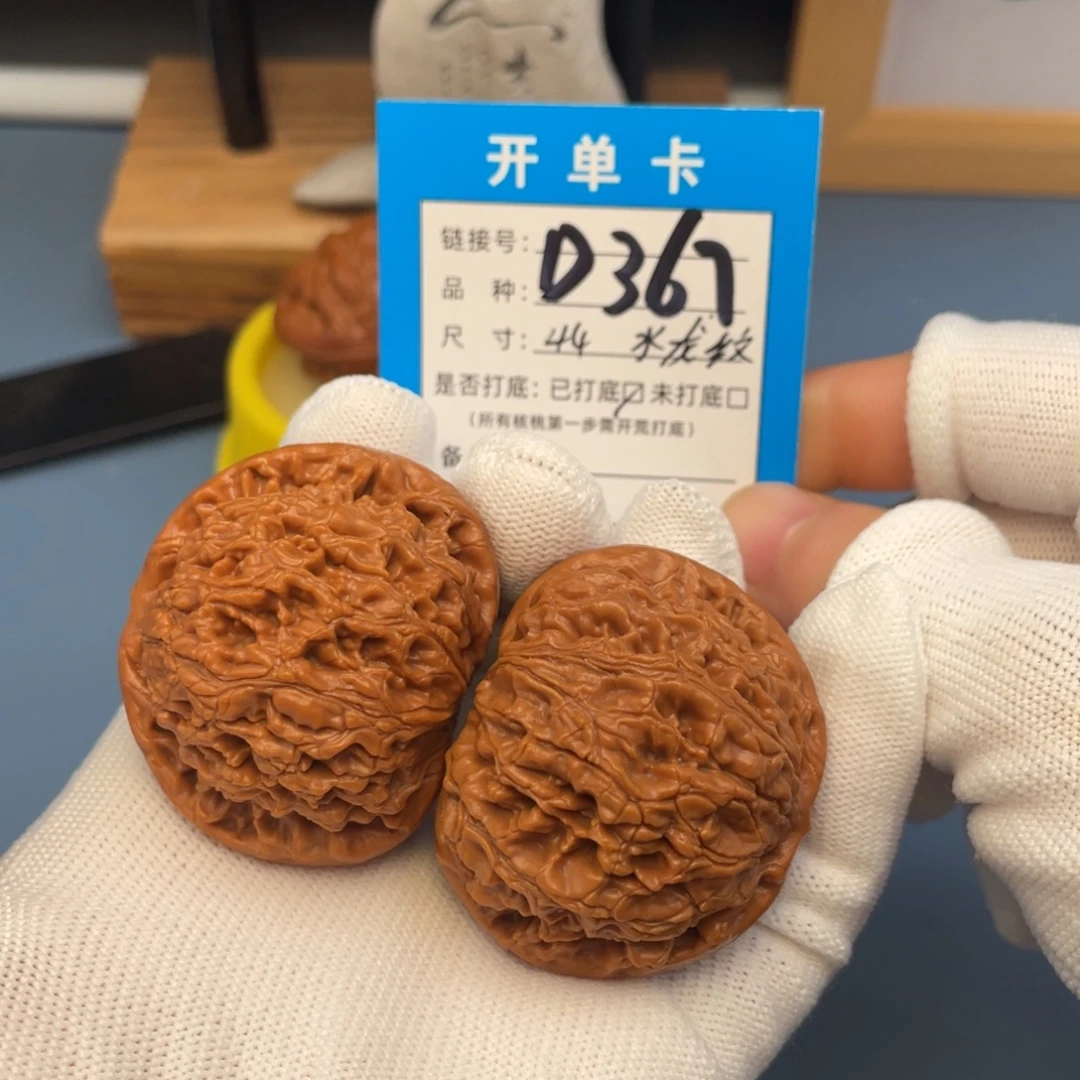 开单卡
链接号: D367
品 种:
尺 寸: 44 水龙纹
是否打底: 已打底☑ 未打底□
(所有核桃第一步需开荒打底)
备